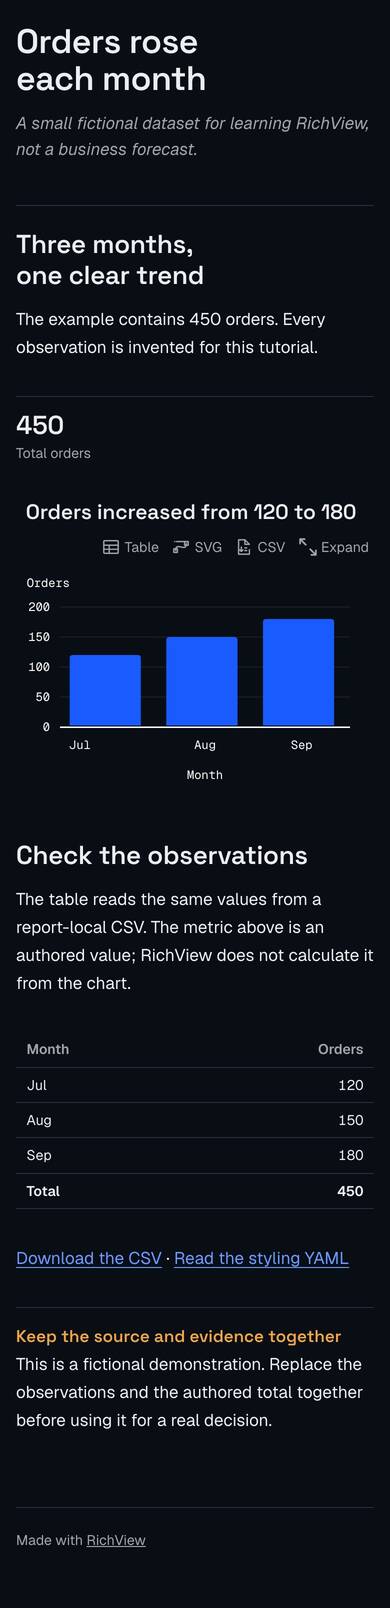 Orders rose
each month
A small fictional dataset for learning RichView,
not a business forecast.
Three months,
one clear trend
The example contains 450 orders. Every
observation is invented for this tutorial.
450
Total orders
Orders increased from 120 to 180
Table SVG CSV Expand
Orders
200
150
100
50
0
Jul Aug Sep
Month
Check the observations
The table reads the same values from a
report-local CSV. The metric above is an
authored value; RichView does not calculate it
from the chart.
Month Orders
Jul 120
Aug 150
Sep 180
Total 450
Download the CSV · Read the styling YAML
Keep the source and evidence together
This is a fictional demonstration. Replace the
observations and the authored total together
before using it for a real decision.
Made with RichView